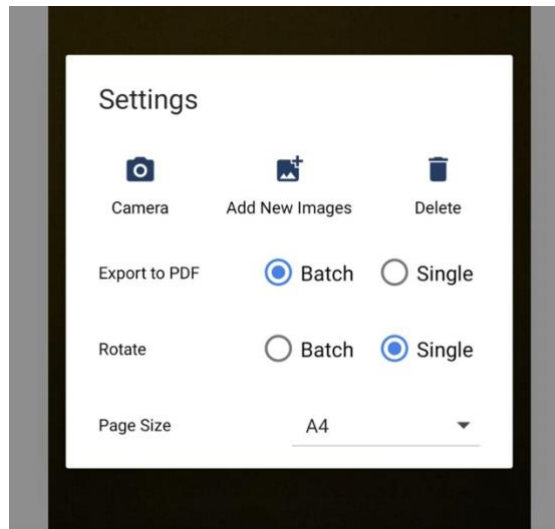 Settings
Camera Add New Images Delete
Export to PDF Batch Single
Rotate Batch Single
Page Size A4